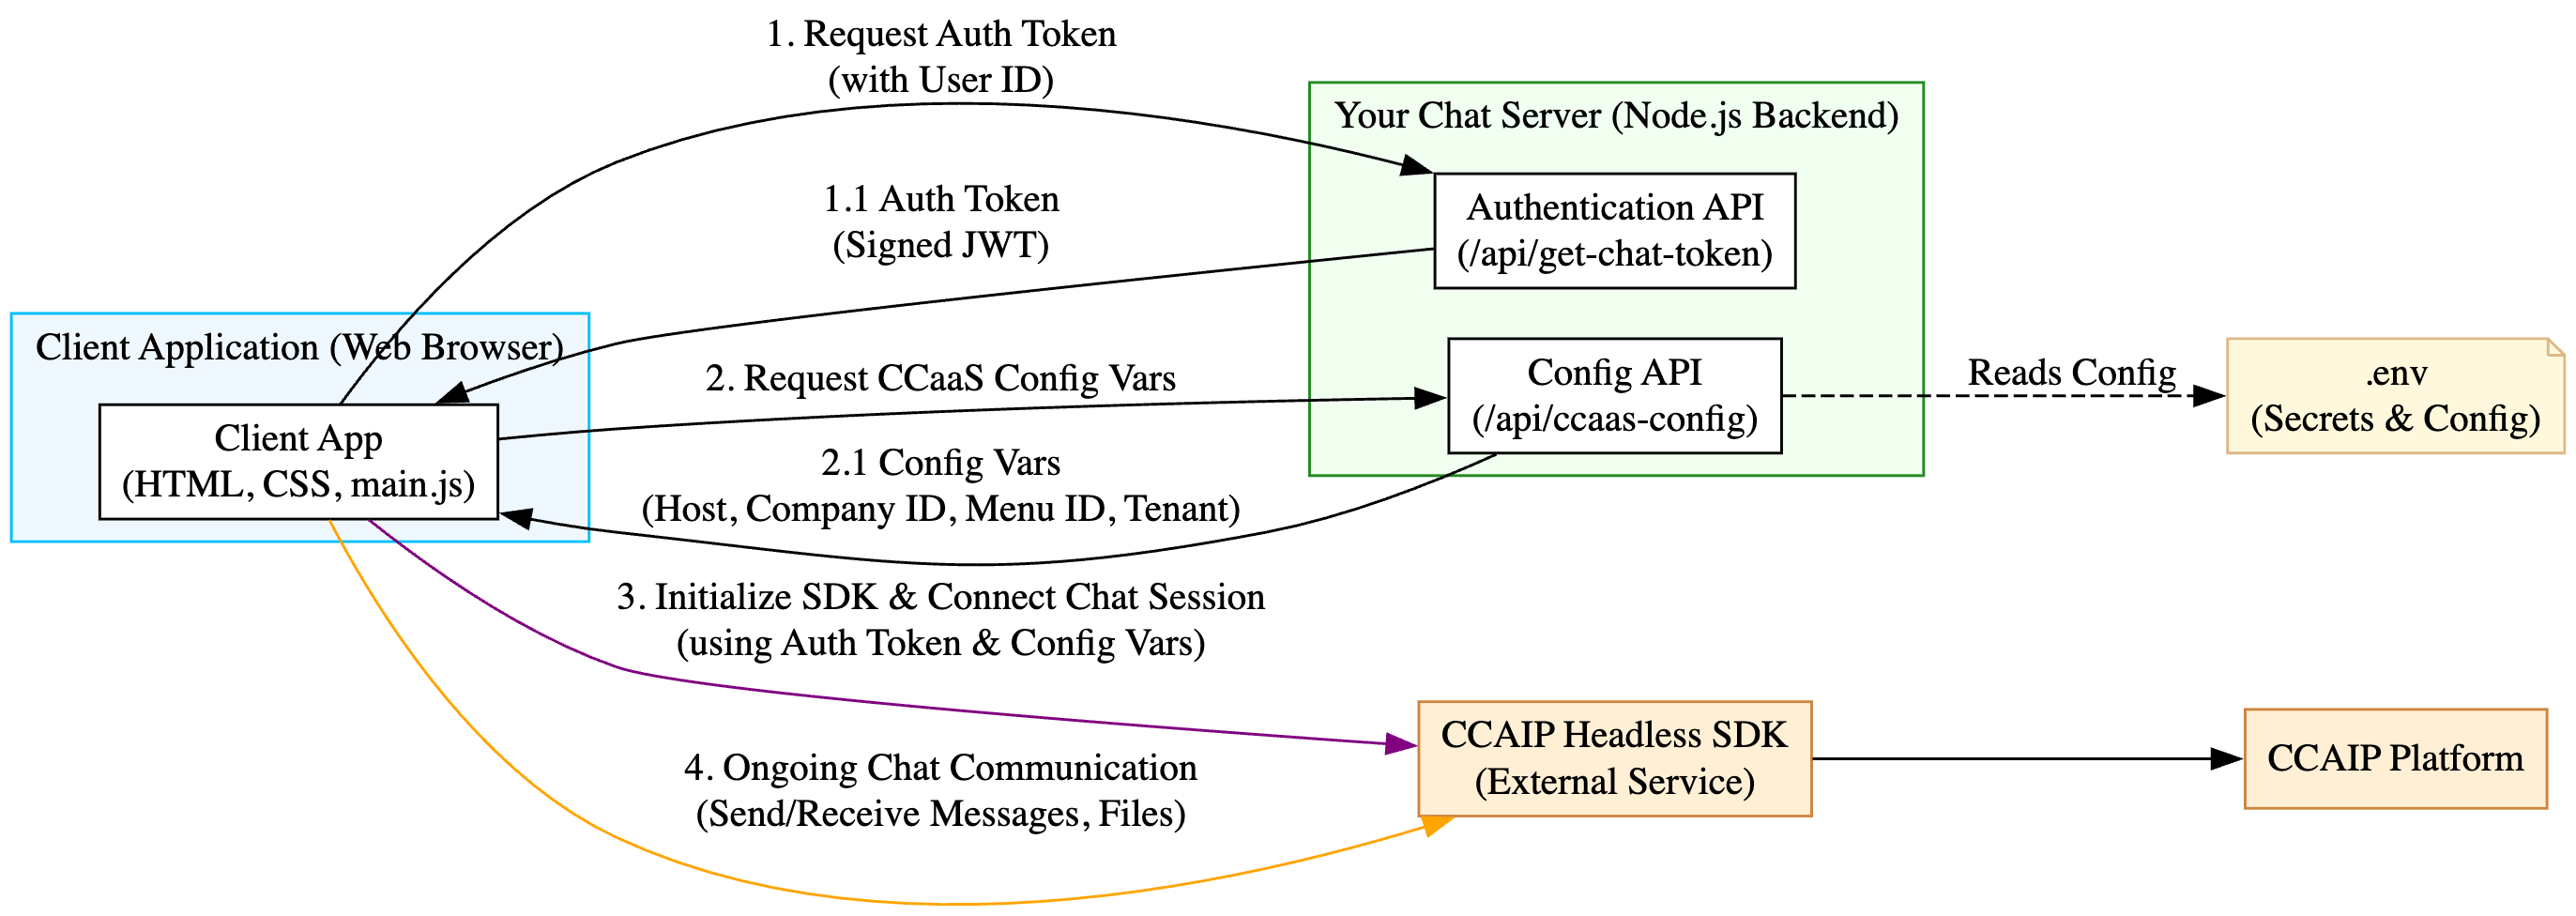 1. Request Auth Token
(with User ID)
Your Chat Server (Node.js Backend)
1.1 Auth Token
(Signed JWT)
Authentication API
(/api/get-chat-token)
Client Application (Web Browser)
2. Request CCaaS Config Vars
Config API
(/api/ccaas-config)
Reads Config
.env
(Secrets & Config)
Client App
(HTML, CSS, main.js)
2.1 Config Vars
(Host, Company ID, Menu ID, Tenant)
3. Initialize SDK & Connect Chat Session
(using Auth Token & Config Vars)
CCAIP Headless SDK
(External Service)
CCAIP Platform
4. Ongoing Chat Communication
(Send/Receive Messages, Files)